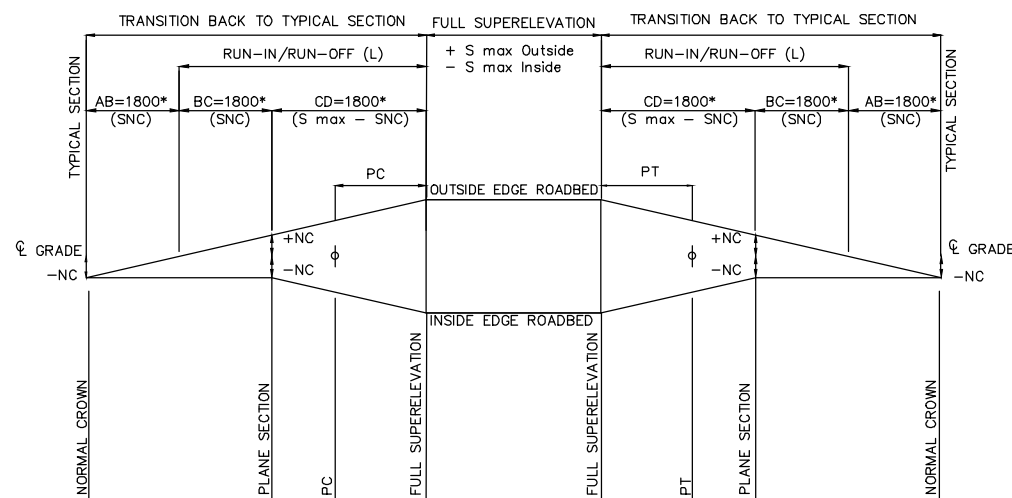 TRANSITION BACK TO TYPICAL SECTION
FULL SUPERELEVATION
TRANSITION BACK TO TYPICAL SECTION
+ S max Outside
- S max Inside
RUN-IN/RUN-OFF (L)
RUN-IN/RUN-OFF (L)
TYPICAL SECTION
AB=1800*
(SNC)
BC=1800*
(SNC)
CD=1800*
(S max - SNC)
CD=1800*
(S max - SNC)
BC=1800*
(SNC)
AB=1800*
(SNC)
TYPICAL SECTION
PC
PT
OUTSIDE EDGE ROADBED
℄ GRADE
-NC
+NC
-NC
+NC
-NC
℄ GRADE
-NC
INSIDE EDGE ROADBED
NORMAL CROWN
PLANE SECTION
PC
FULL SUPERELEVATION
FULL SUPERELEVATION
PT
PLANE SECTION
NORMAL CROWN